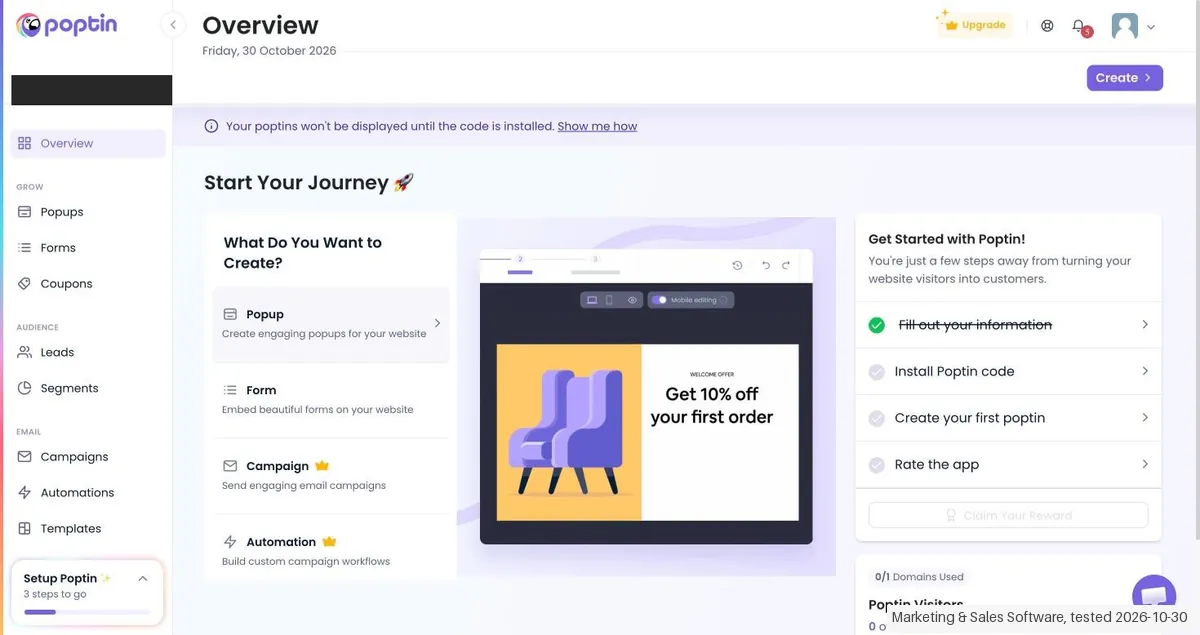 poptin
Overview
Friday, 30 October 2026
Upgrade
5
Create
Your poptins won't be displayed until the code is installed. Show me how
Overview
GROW
Popups
Forms
Coupons
AUDIENCE
Leads
Segments
EMAIL
Campaigns
Automations
Templates
Setup Poptin
3 steps to go
Start Your Journey
What Do You Want to
Create?
Popup
Create engaging popups for your website
Form
Embed beautiful forms on your website
Campaign
Send engaging email campaigns
Automation
Build custom campaign workflows
2
3
Mobile editing
WELCOME OFFER
Get 10% off
your first order
Get Started with Poptin!
You're just a few steps away from turning your
website visitors into customers.
Fill out your information
Install Poptin code
Create your first poptin
Rate the app
Claim Your Reward
0/1 Domains Used
Poptin Visitors
0
Marketing & Sales Software, tested 2026-10-30